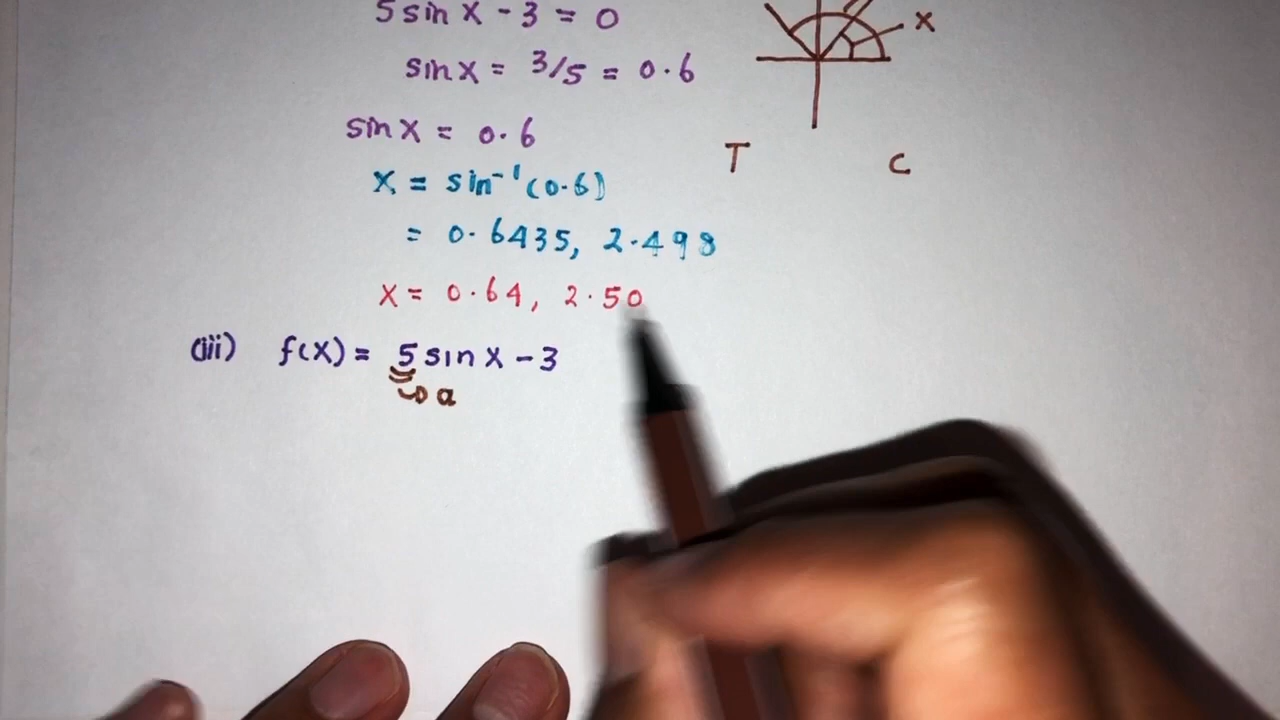 5 sin x - 3 = 0
sin x = 3/5 = 0.6
x
sin x = 0.6
T C
x = sin⁻¹(0.6)
= 0.6435, 2.498
x = 0.64, 2.50
(iii) f(x) = 5 sin x - 3
a